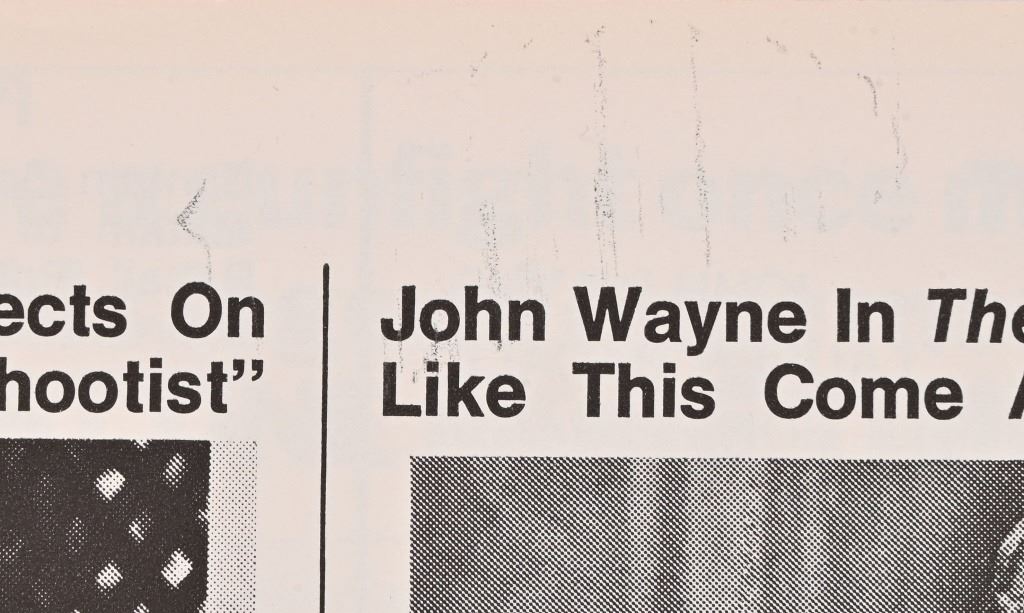 ects On
hootist”
John Wayne In The
Like This Come A